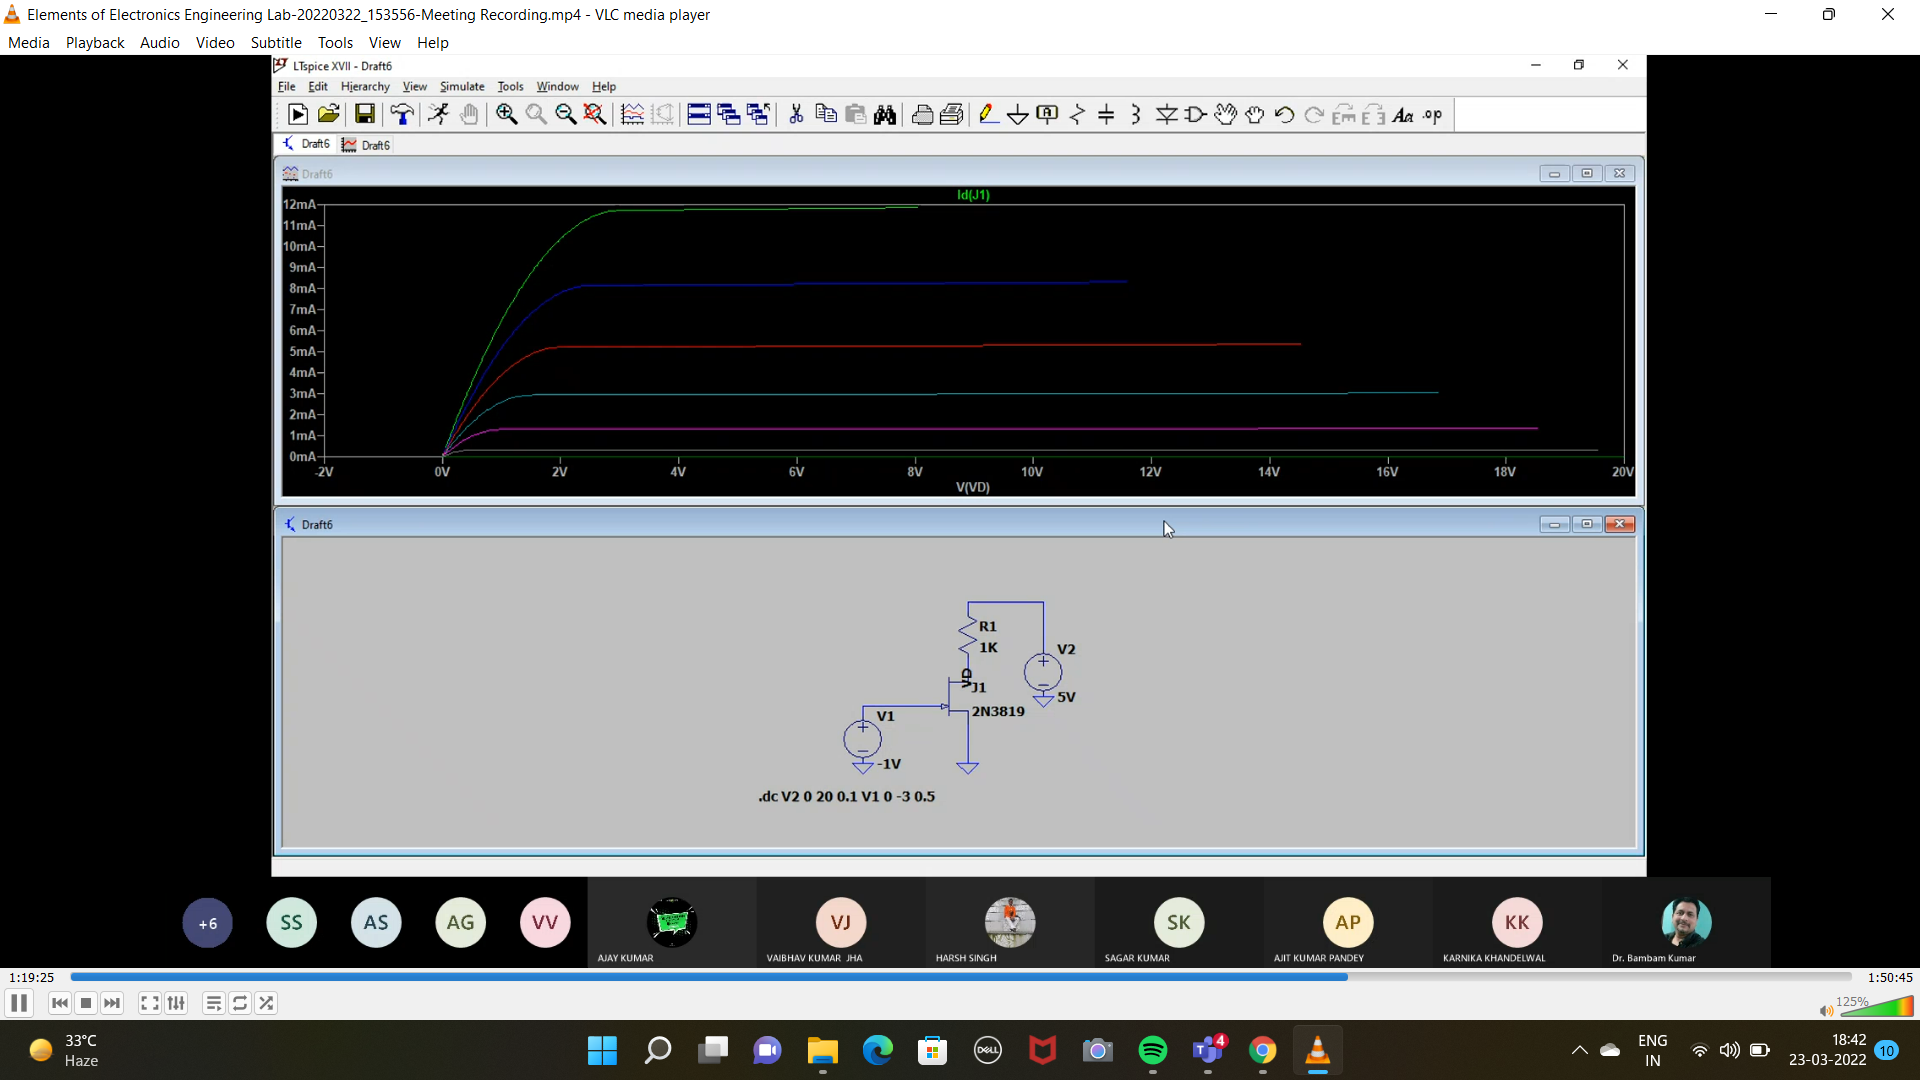 Elements of Electronics Engineering Lab-20220322_153556-Meeting Recording.mp4 - VLC media player
Media Playback Audio Video Subtitle Tools View Help
LTspice XVII - Draft6
File Edit Hierarchy View Simulate Tools Window Help
Aa .op
Draft6 Draft6
Draft6
Id(J1)
12mA
11mA
10mA
9mA
8mA
7mA
6mA
5mA
4mA
3mA
2mA
1mA
0mA
-2V 0V 2V 4V 6V 8V 10V 12V 14V 16V 18V 20V
V(VD)
Draft6
R1
1K
V2
5V
VD
J1
2N3819
V1
-1V
.dc V2 0 20 0.1 V1 0 -3 0.5
+6 SS AS AG VV VJ SK AP KK
AJAY KUMAR VAIBHAV KUMAR JHA HARSH SINGH SAGAR KUMAR AJIT KUMAR PANDEY KARNIKA KHANDELWAL Dr. Bambam Kumar
1:19:25 1:50:45
125%
33°C
Haze
DELL
4
ENG
IN
18:42
23-03-2022
10